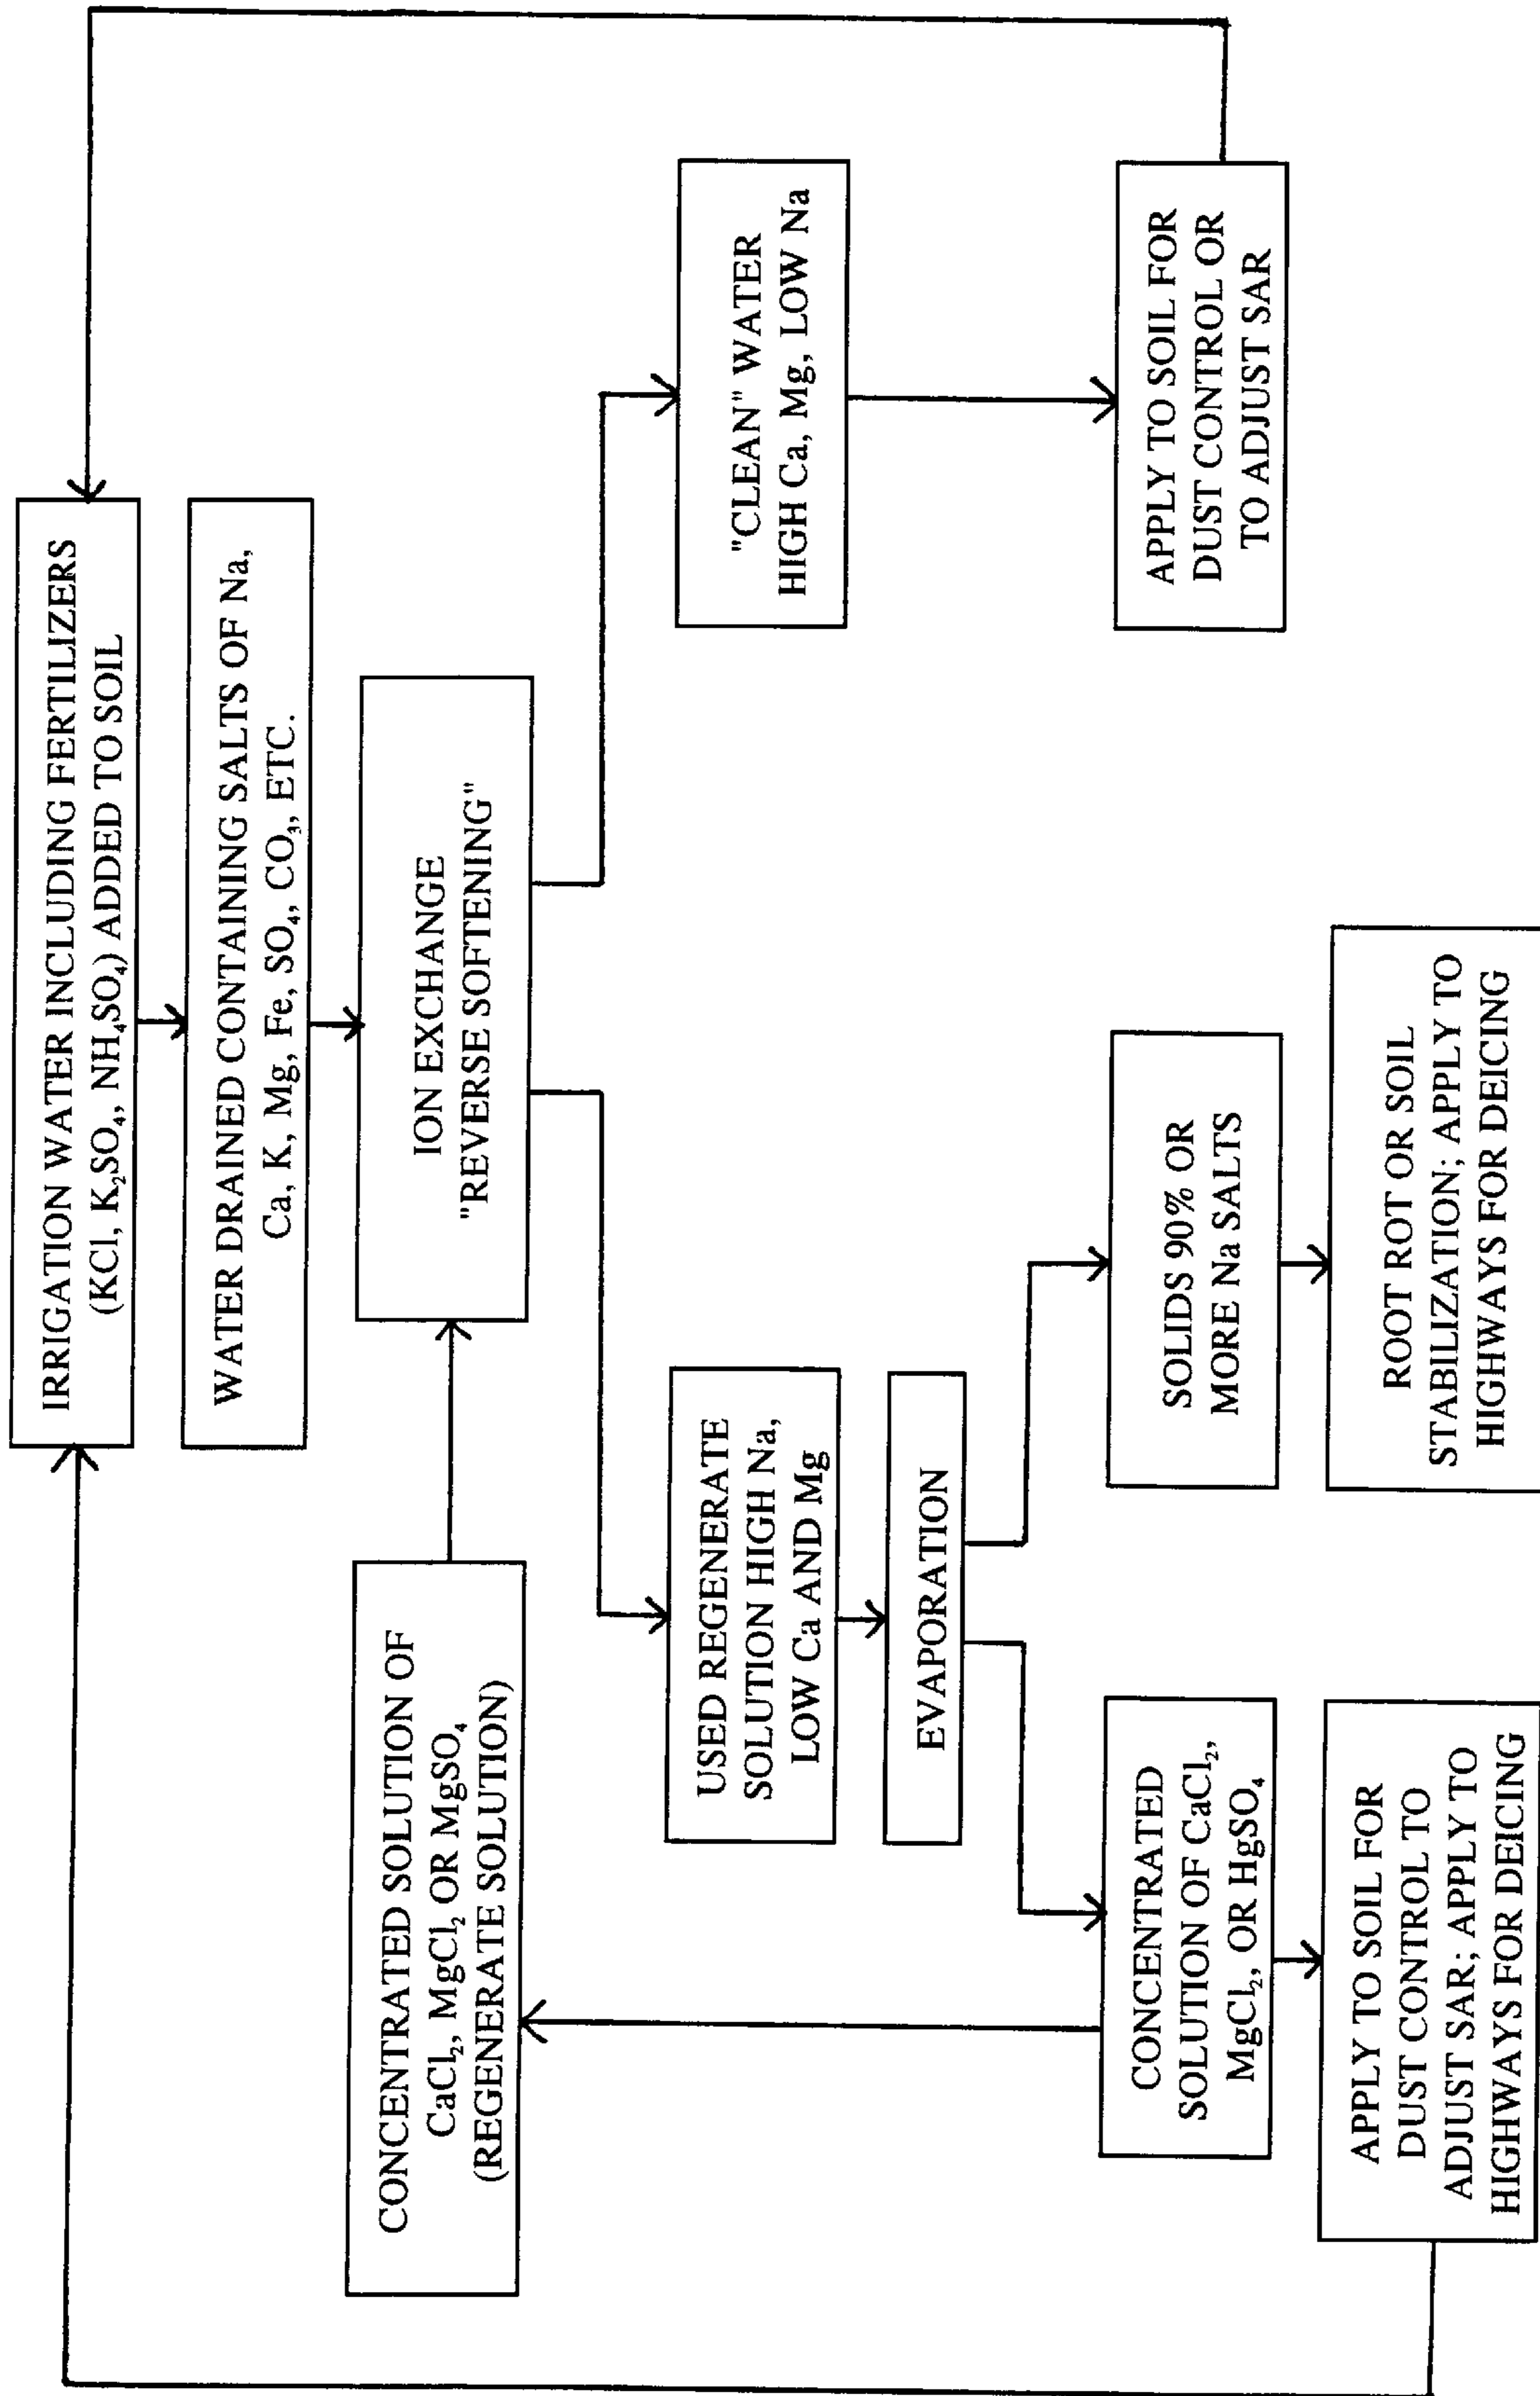 IRRIGATION WATER INCLUDING FERTILIZERS
(KCl, K₂SO₄, NH₄SO₄) ADDED TO SOIL
WATER DRAINED CONTAINING SALTS OF Na,
Ca, K, Mg, Fe, SO₄, CO₃, ETC.
CONCENTRATED SOLUTION OF
CaCl₂, MgCl₂ OR MgSO₄
(REGENERATE SOLUTION)
ION EXCHANGE
"REVERSE SOFTENING"
USED REGENERATE
SOLUTION HIGH Na,
LOW Ca AND Mg
"CLEAN" WATER
HIGH Ca, Mg, LOW Na
EVAPORATION
CONCENTRATED
SOLUTION OF CaCl₂,
MgCl₂, OR HgSO₄
SOLIDS 90% OR
MORE Na SALTS
APPLY TO SOIL FOR
DUST CONTROL OR
TO ADJUST SAR
APPLY TO SOIL FOR
DUST CONTROL TO
ADJUST SAR; APPLY TO
HIGHWAYS FOR DEICING
ROOT ROT OR SOIL
STABILIZATION; APPLY TO
HIGHWAYS FOR DEICING